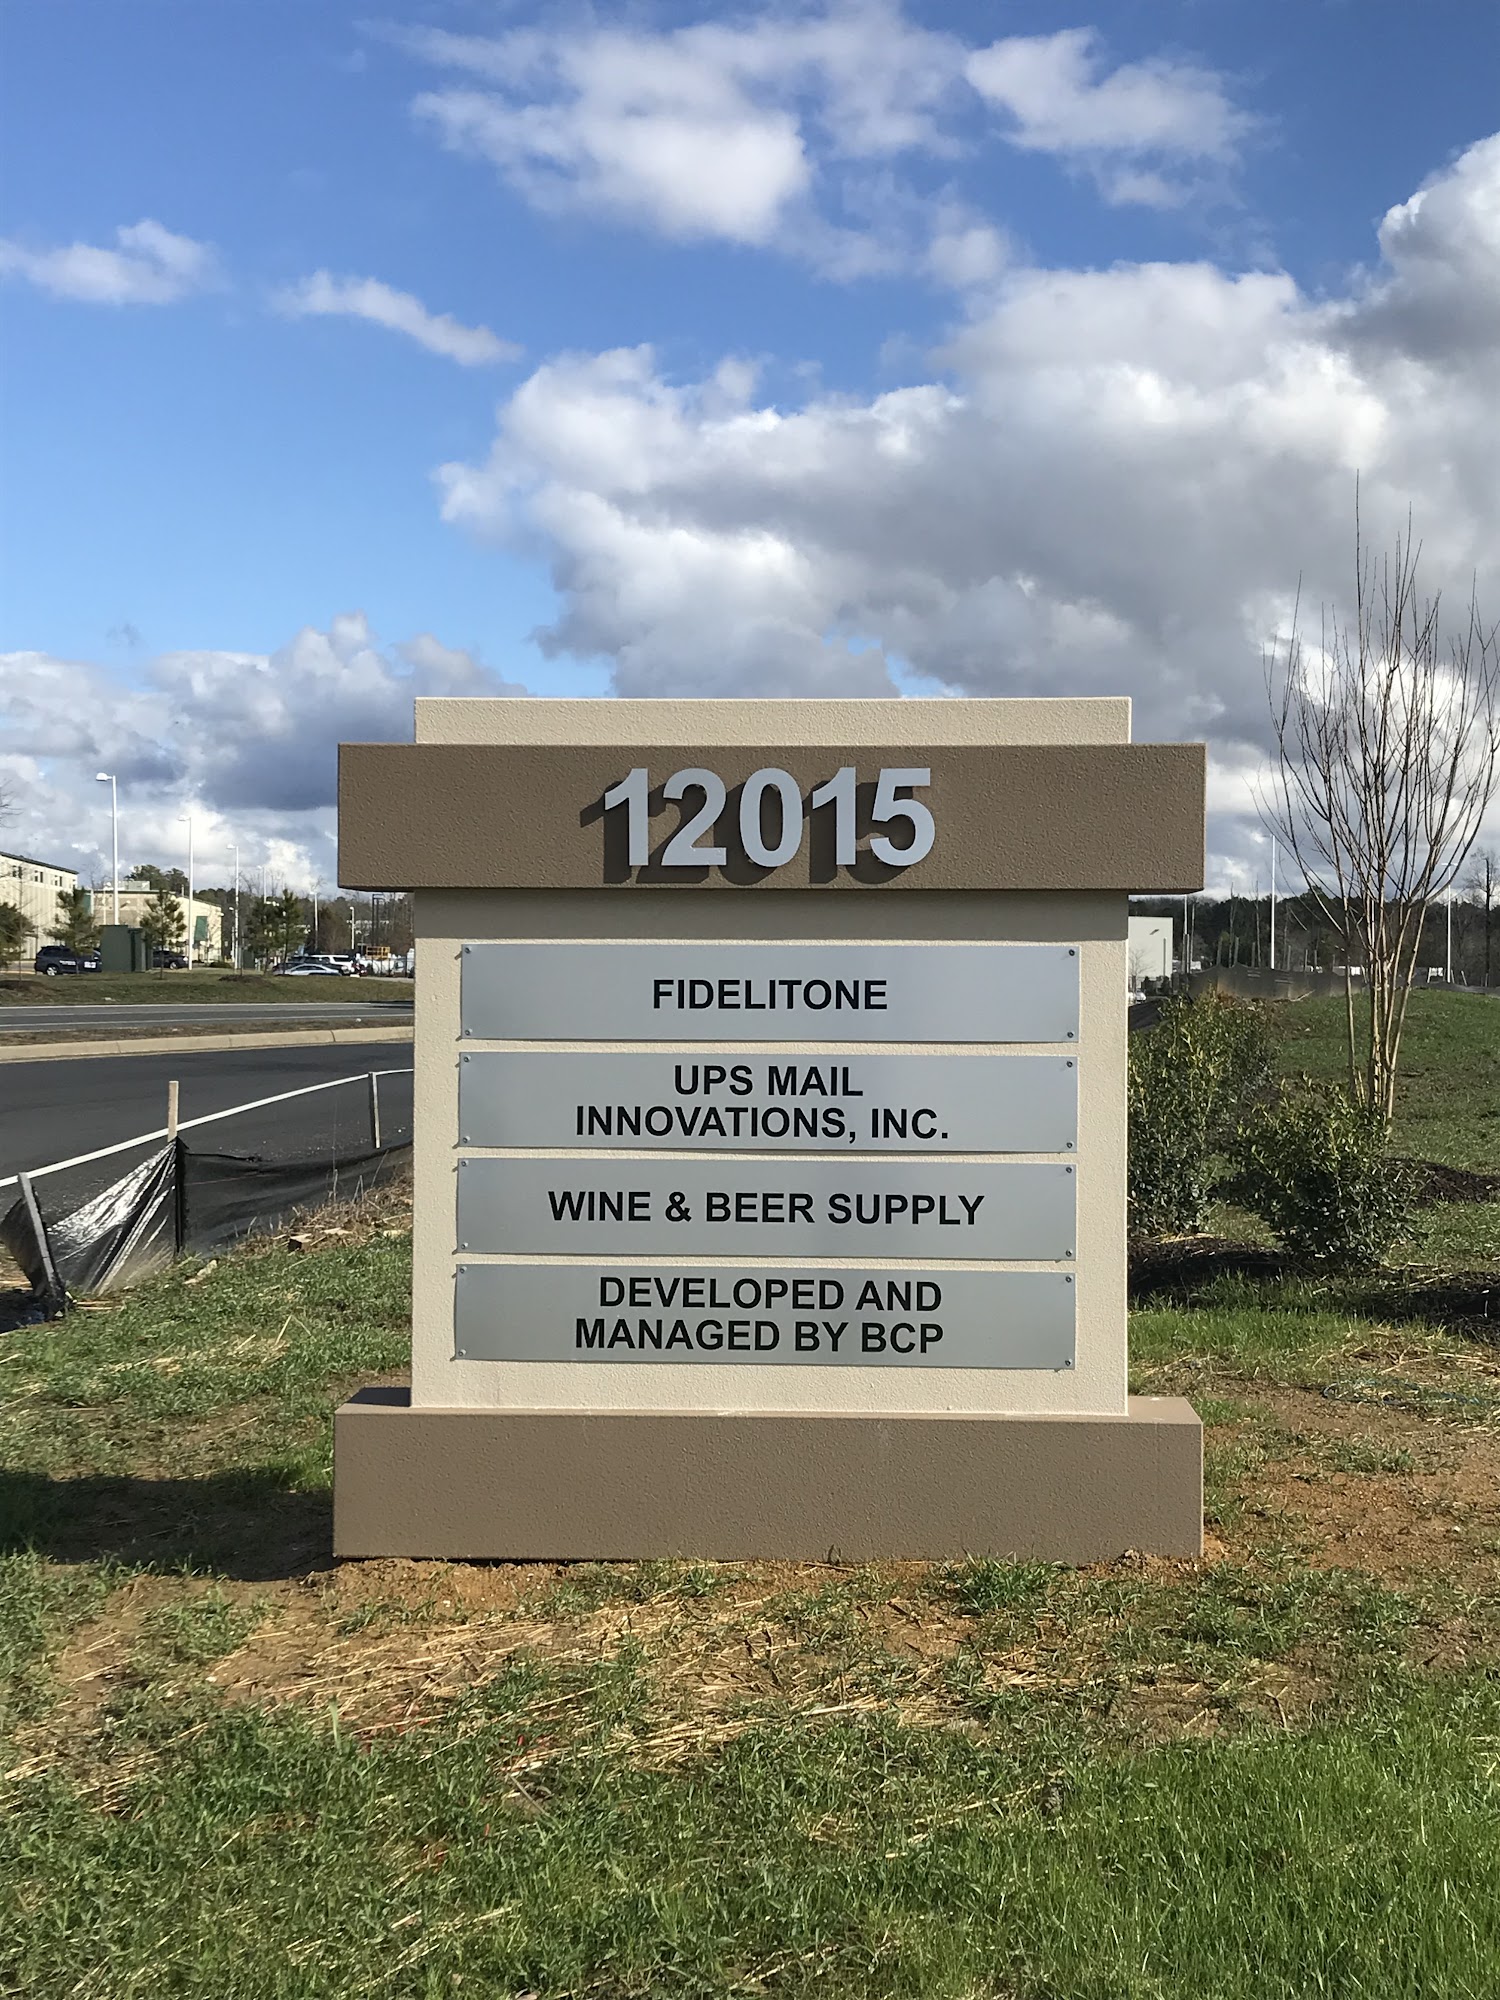 12015
FIDELITONE
UPS MAIL
INNOVATIONS, INC.
WINE & BEER SUPPLY
DEVELOPED AND
MANAGED BY BCP